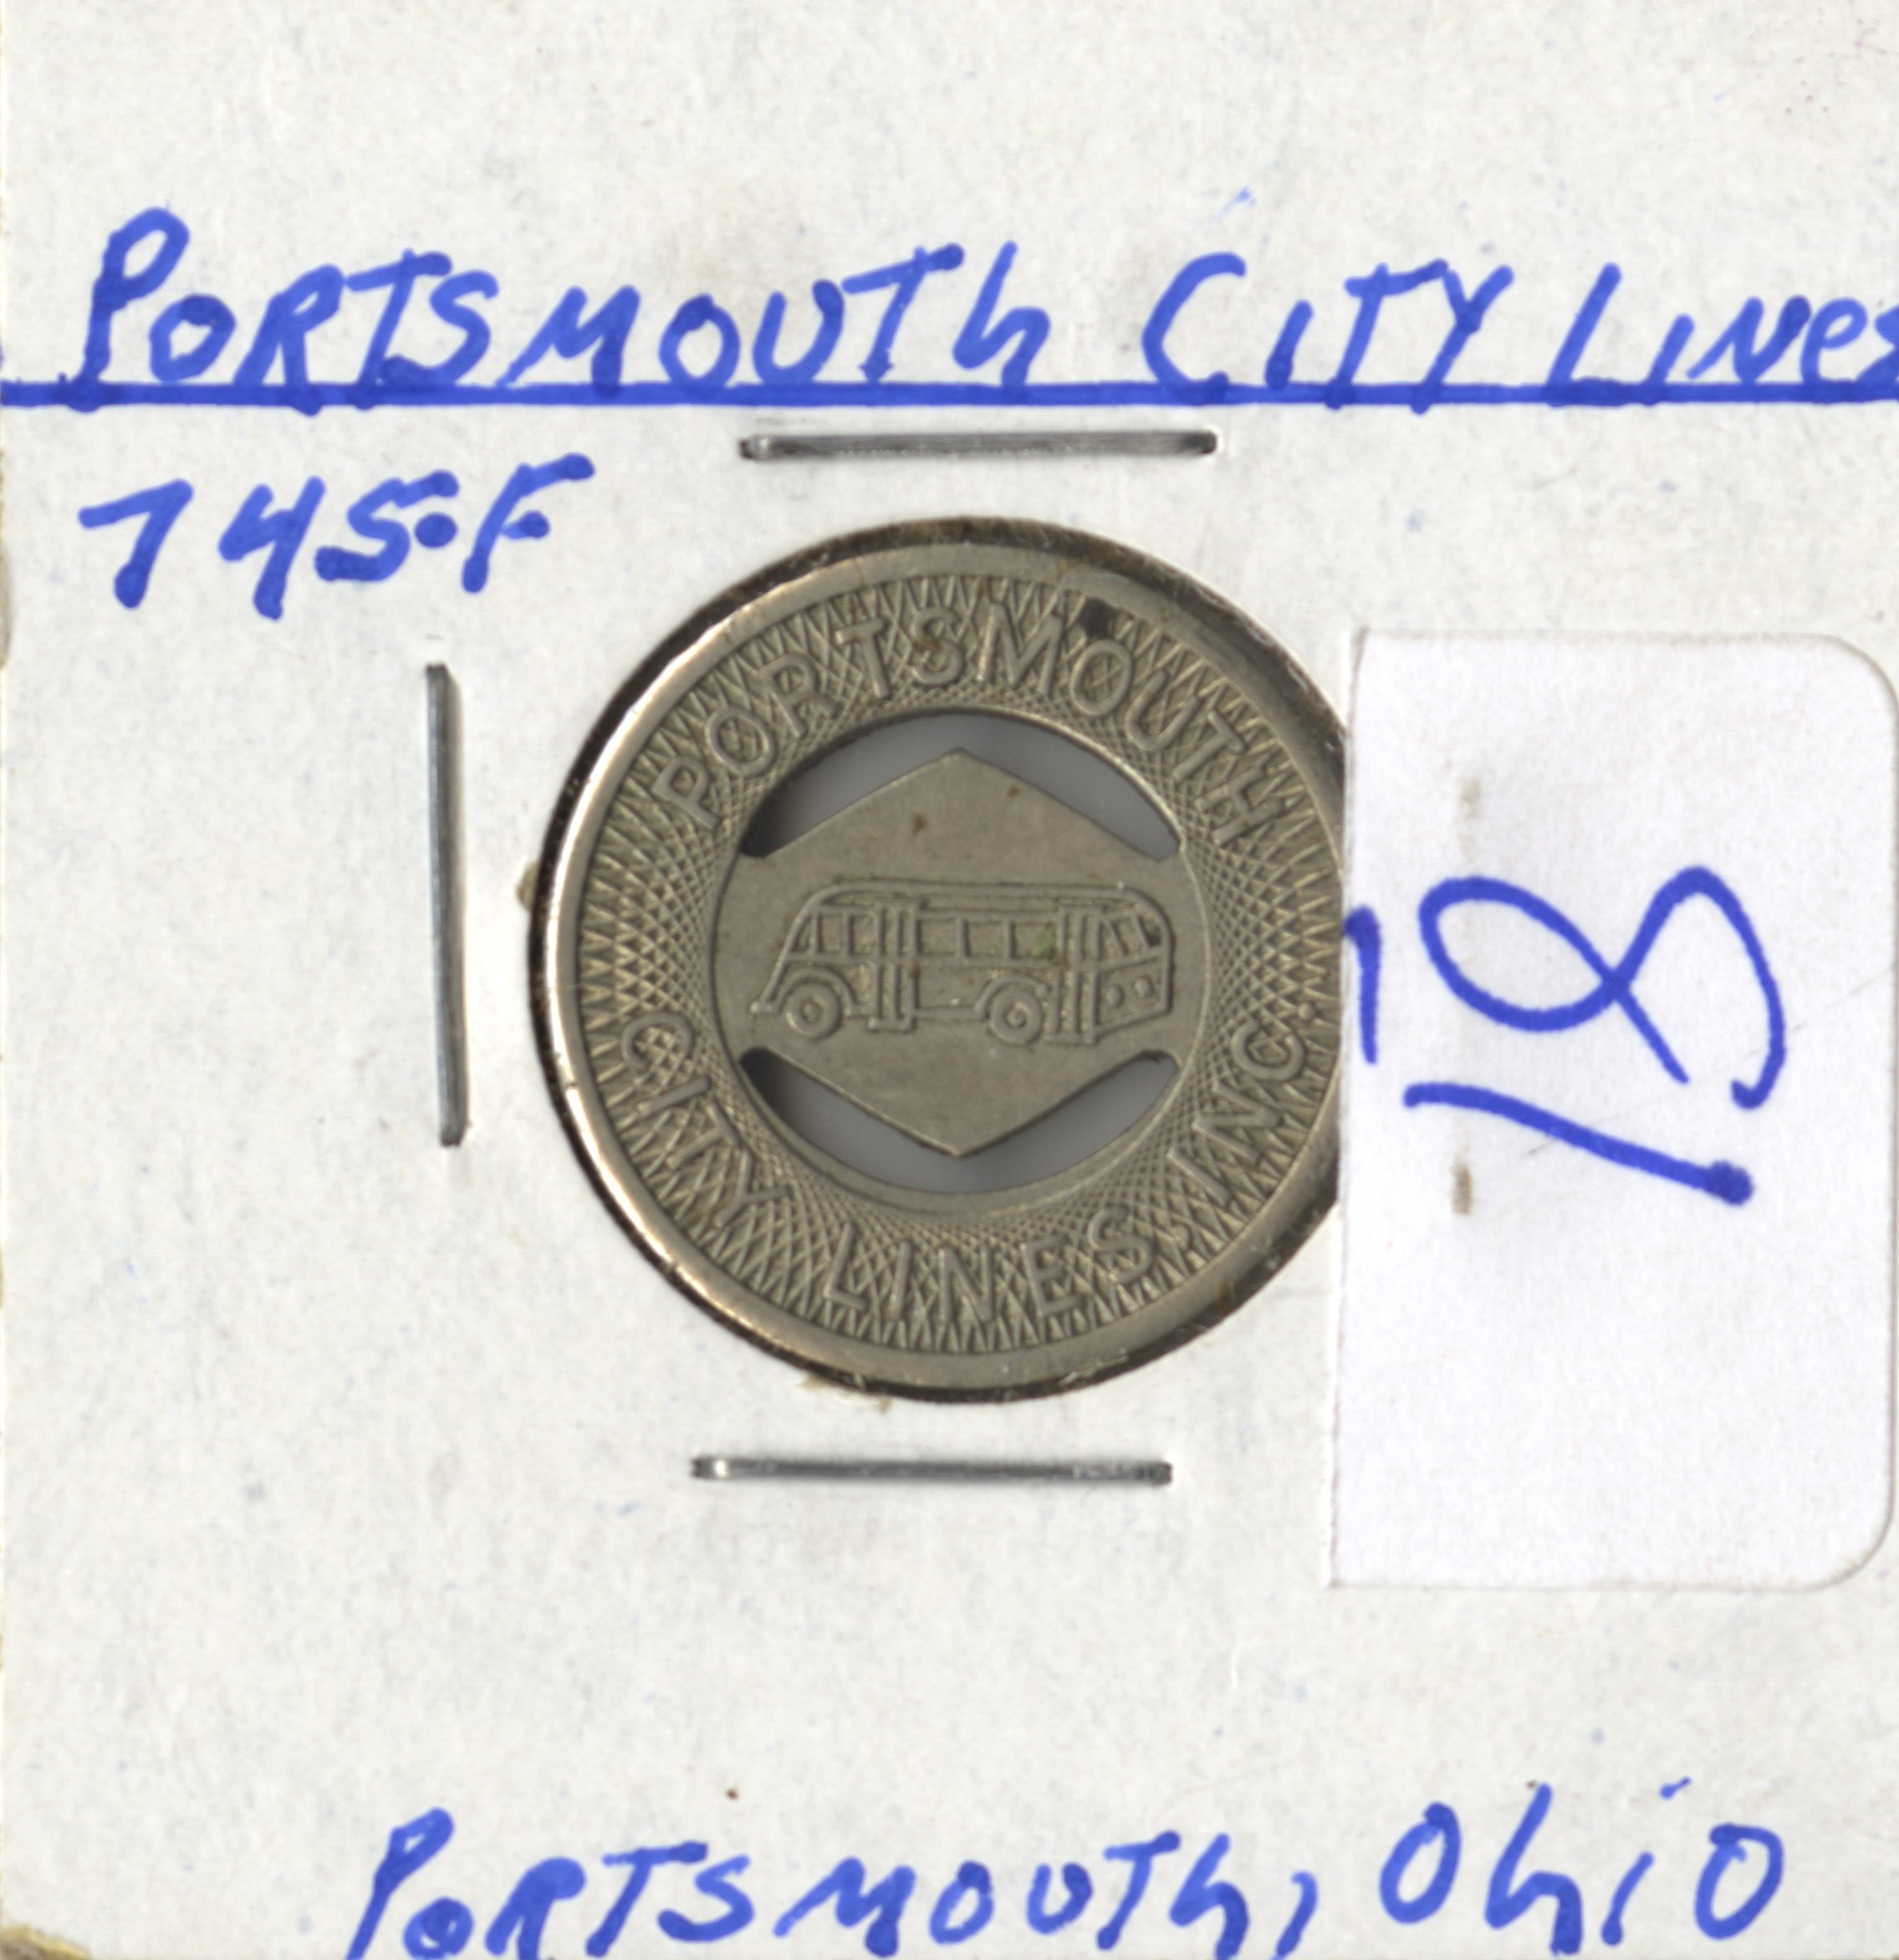 PORTSMOUTh CITY LiNes
745·F
PORTSMOUTH
CITY LINES, INC.
18
PORTSMOUTh, Ohio